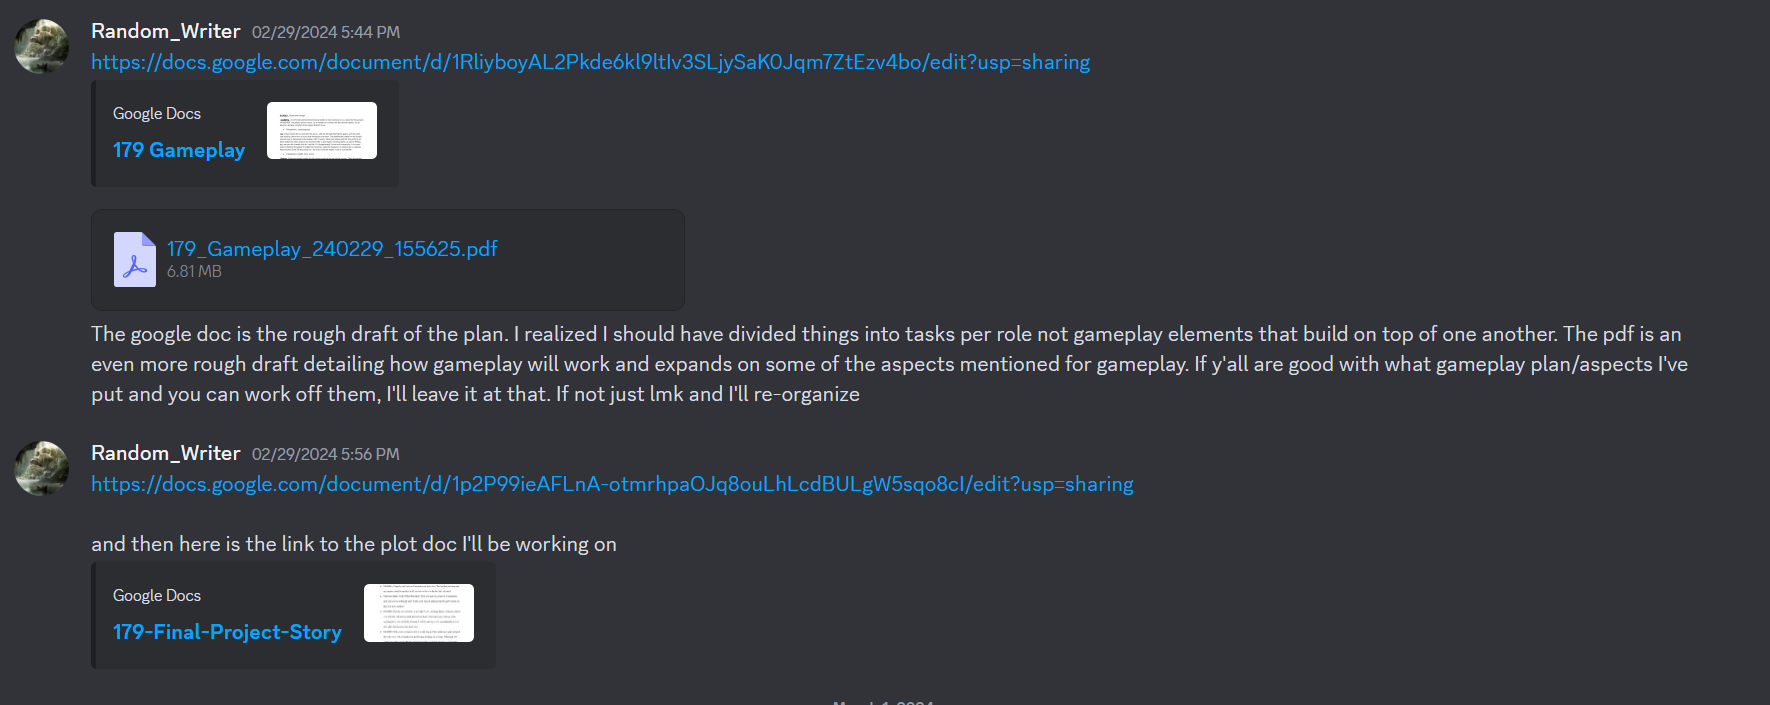 Random_Writer 02/29/2024 5:44 PM
https://docs.google.com/document/d/1RliyboyAL2Pkde6kl9ltIv3SLjySaK0Jqm7ZtEzv4bo/edit?usp=sharing
Google Docs
179 Gameplay
179_Gameplay_240229_155625.pdf
6.81 MB
The google doc is the rough draft of the plan. I realized I should have divided things into tasks per role not gameplay elements that build on top of one another. The pdf is an
even more rough draft detailing how gameplay will work and expands on some of the aspects mentioned for gameplay. If y'all are good with what gameplay plan/aspects I've
put and you can work off them, I'll leave it at that. If not just lmk and I'll re-organize
Random_Writer 02/29/2024 5:56 PM
https://docs.google.com/document/d/1p2P99ieAFLnA-otmrhpaOJq8ouLhLcdBULgW5sqo8cI/edit?usp=sharing
and then here is the link to the plot doc I'll be working on
Google Docs
179-Final-Project-Story
March 1, 2024